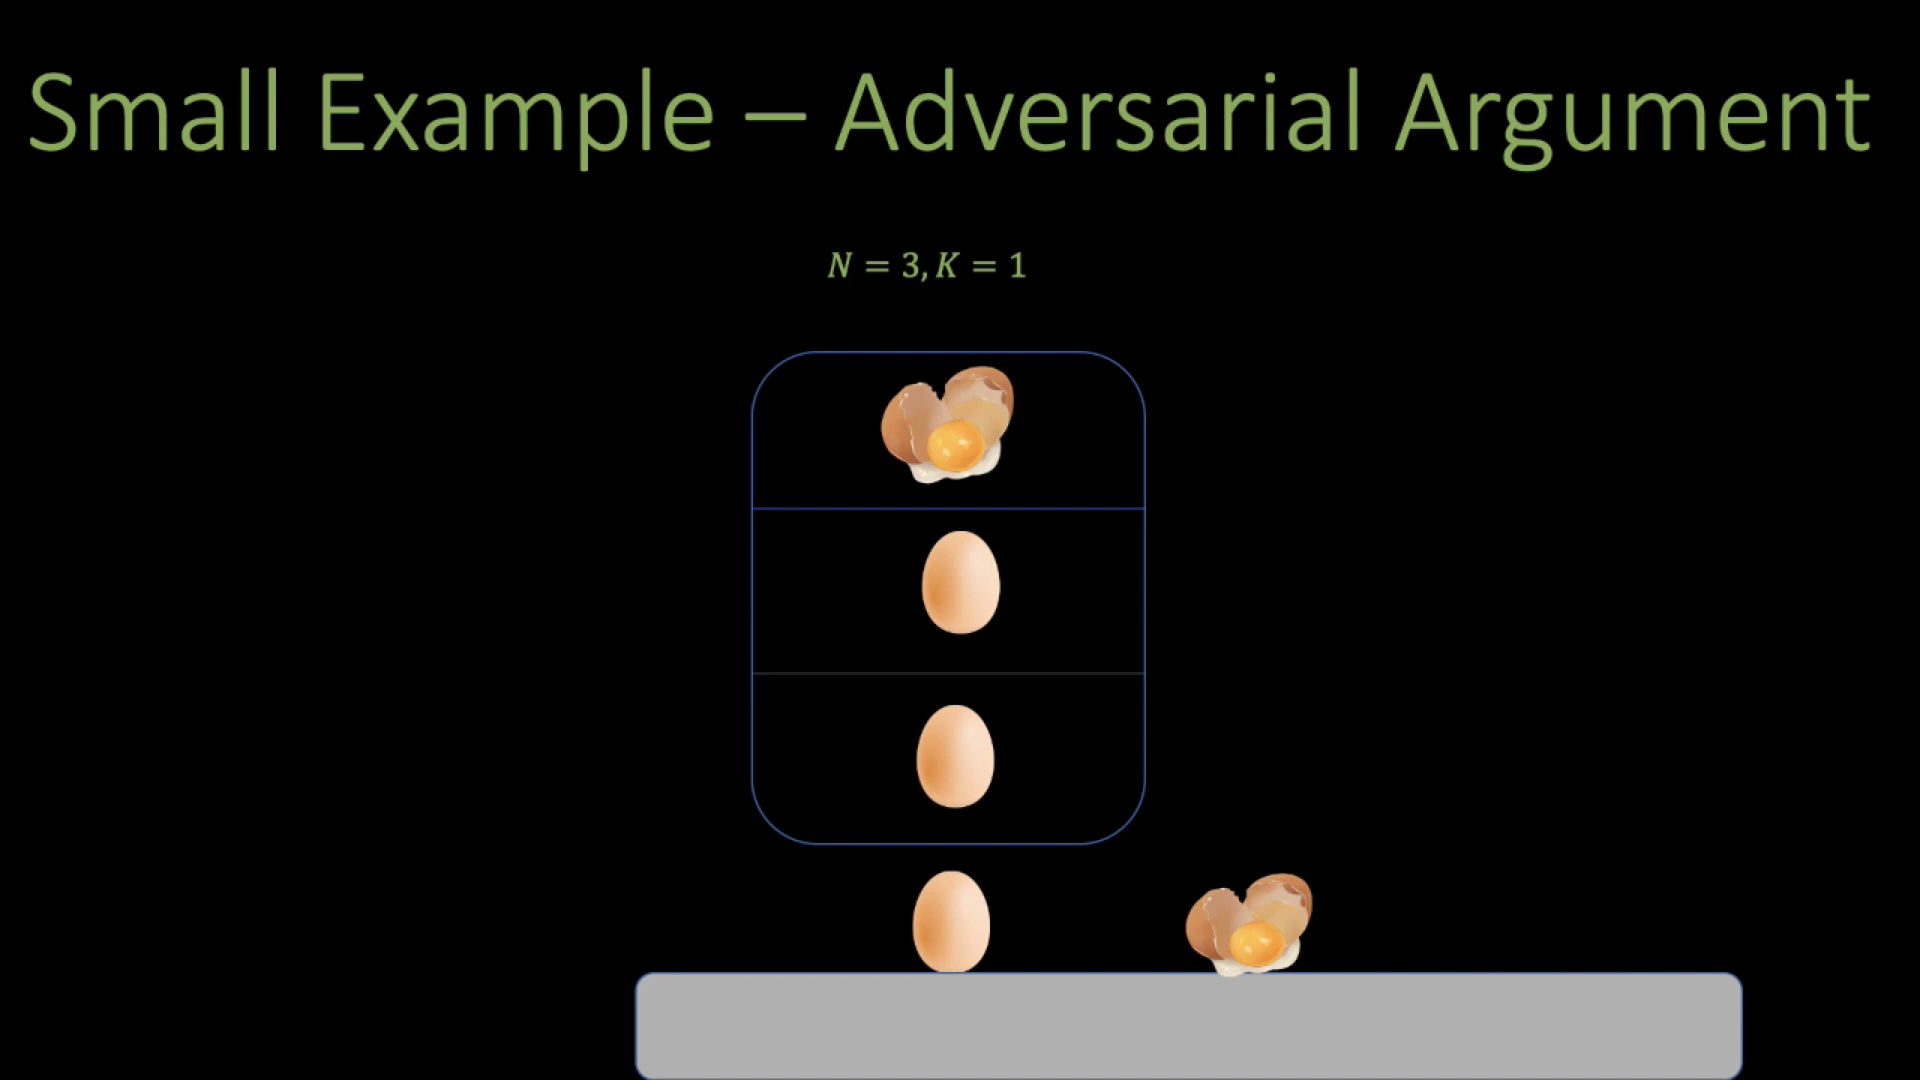 Small Example – Adversarial Argument
N = 3, K = 1